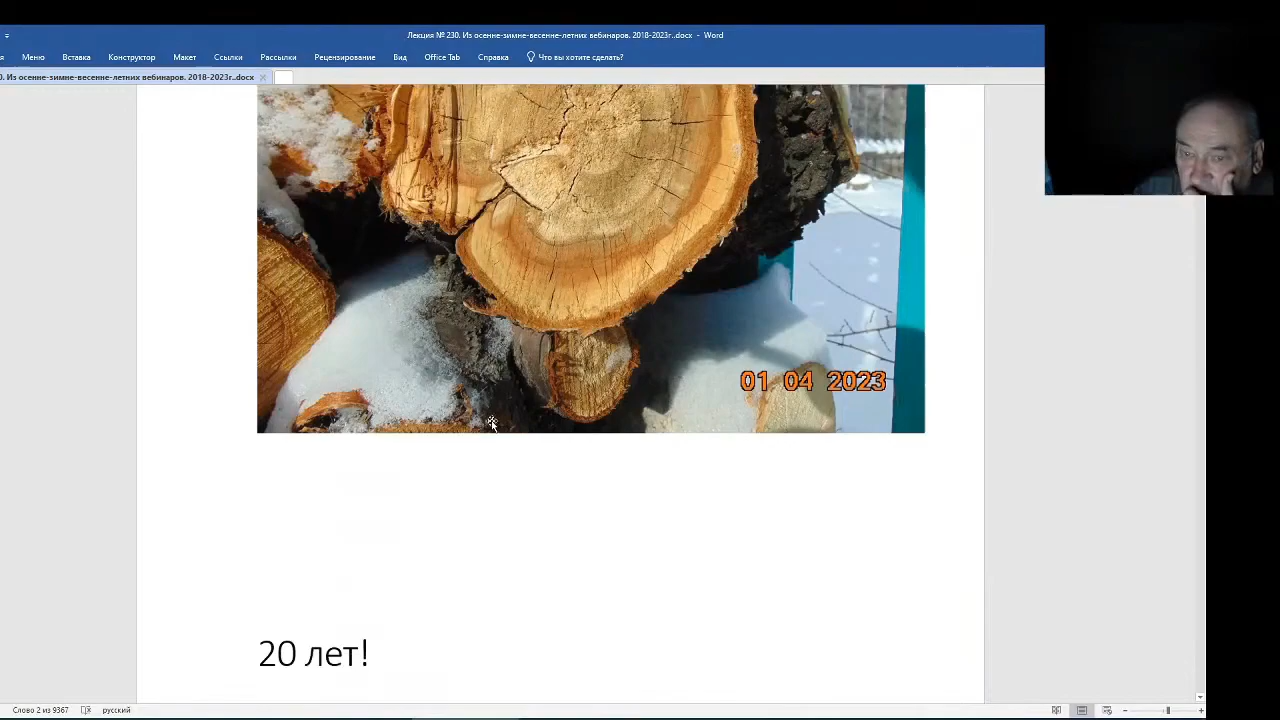 Лекция № 230. Из осенне-зимне-весенне-летних вебинаров. 2018-2023г..docx - Word
Меню Вставка Конструктор Макет Ссылки Рассылки Рецензирование Вид Office Tab Справка Что вы хотите сделать?
0. Из осенне-зимне-весенне-летних вебинаров. 2018-2023г..docx
01 04 2023
20 лет!
Слово 2 из 9367 русский